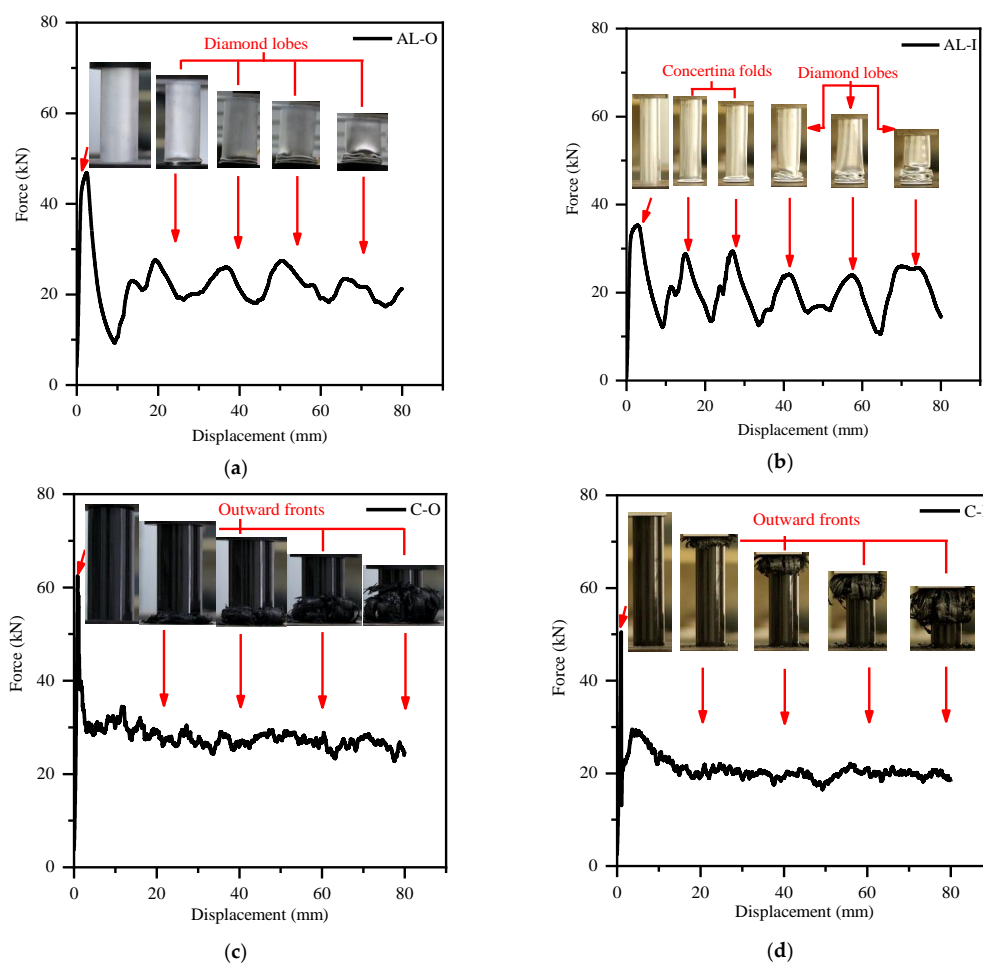 80
60
40
20
0
Force (kN)
Diamond lobes
AL-O
0 20 40 60 80
Displacement (mm)
(a)
80
60
40
20
0
Force (kN)
AL-I
Concertina folds
Diamond lobes
0 20 40 60 80
Displacement (mm)
(b)
80
60
40
20
0
Force (kN)
Outward fronts
C-O
0 20 40 60 80
Displacement (mm)
(c)
80
60
40
20
0
Force (kN)
Outward fronts
C-
0 20 40 60 80
Displacement (mm)
(d)